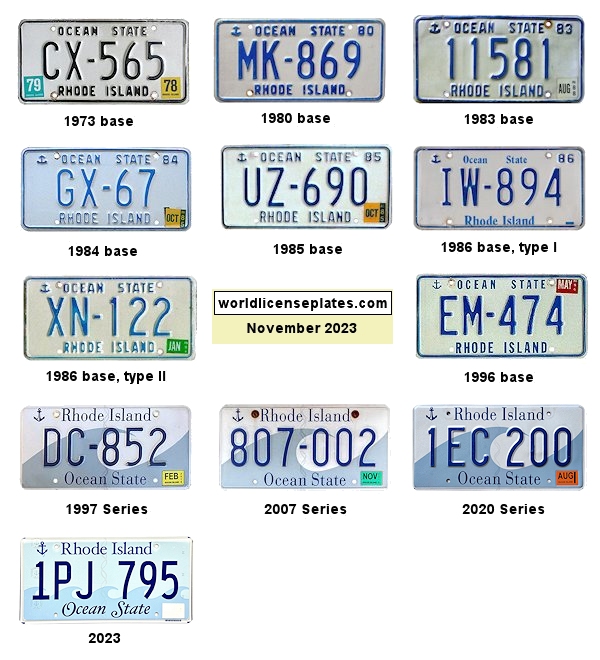 OCEAN STATE
CX-565
79 78
RHODE ISLAND
1973 base
OCEAN STATE 80
MK-869
RHODE ISLAND
1980 base
OCEAN STATE 83
11581
RHODE ISLAND AUG
1983 base
OCEAN STATE 84
GX-67
RHODE ISLAND OCT
1984 base
OCEAN STATE 85
UZ-690
RHODE ISLAND OCT
1985 base
Ocean State 86
IW-894
Rhode Island
1986 base, type I
OCEAN STATE
XN-122
RHODE ISLAND JAN
1986 base, type II
worldlicenseplates.com
November 2023
OCEAN STATE MAY
EM-474
RHODE ISLAND
1996 base
Rhode Island
DC-852
Ocean State FEB
1997 Series
Rhode Island
807-002
Ocean State NOV
2007 Series
Rhode Island
1EC 200
Ocean State AUG
2020 Series
Rhode Island
1PJ 795
Ocean State
2023